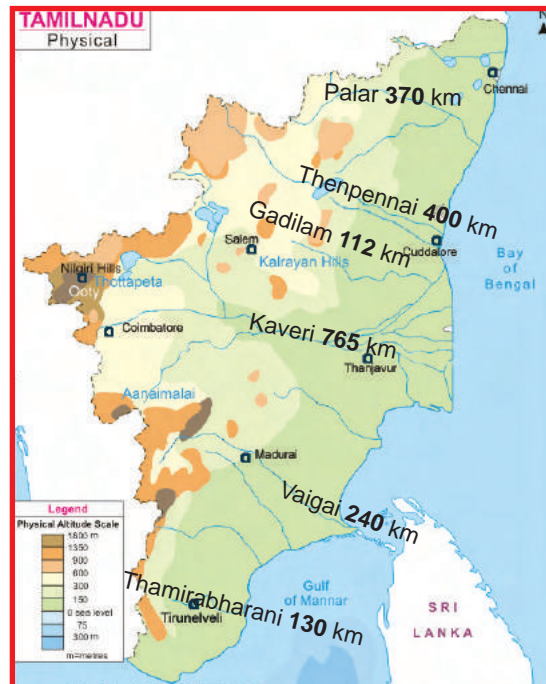 TAMILNADU
Physical
N
Chennai
Palar 370 km
Thenpennai 400 km
Gadilam 112 km
Salem
Kalrayan Hills
Cuddalore
Bay
of
Bengal
Nilgiri Hills
Thottapeta
Ooty
Coimbatore
Kaveri 765 km
Thanjavur
Aanaimalai
Madurai
Vaigai 240 km
Legend
Physical Altitude Scale
1800 m
1350
900
600
300
150
0 sea level
75
300 m
m=metres
Thamirabharani 130 km
Tirunelveli
Gulf
of Mannar
SRI
LANKA